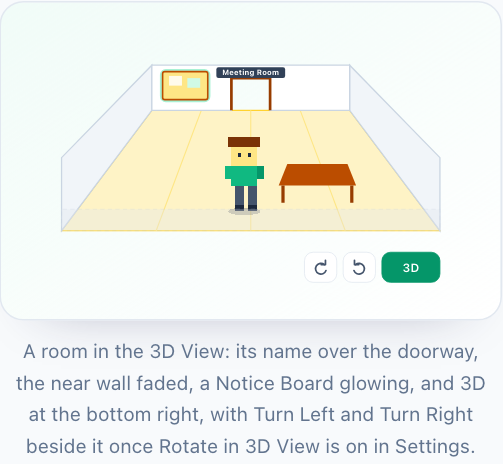 Meeting Room
3D
A room in the 3D View: its name over the doorway,
the near wall faded, a Notice Board glowing, and 3D
at the bottom right, with Turn Left and Turn Right
beside it once Rotate in 3D View is on in Settings.